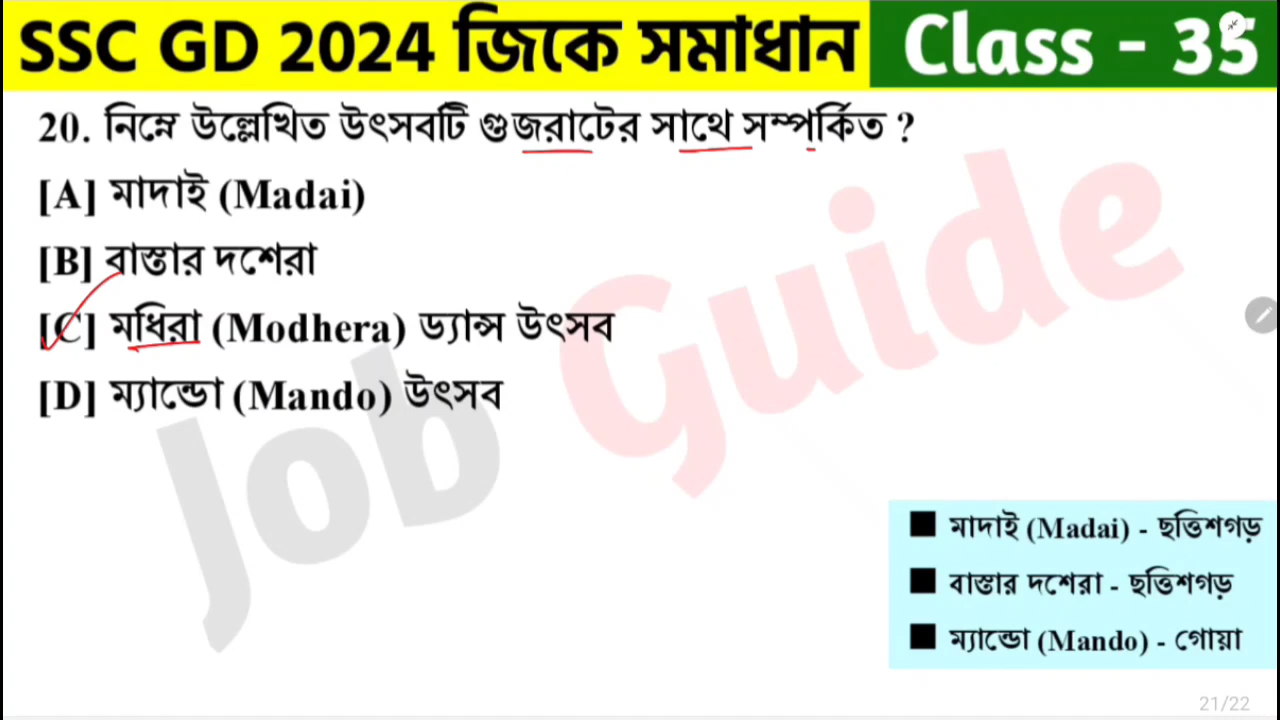 SSC GD 2024 জিকে সমাধান Class - 35
20. নিম্নে উল্লেখিত উৎসবটি গুজরাটের সাথে সম্পর্কিত ?
[A] মাদাই (Madai)
[B] বাস্তার দশেরা
[C] মধিরা (Modhera) ড্যান্স উৎসব
[D] ম্যান্ডো (Mando) উৎসব
Job Guide
■ মাদাই (Madai) - ছত্তিশগড়
■ বাস্তার দশেরা - ছত্তিশগড়
■ ম্যান্ডো (Mando) - গোয়া
21/22